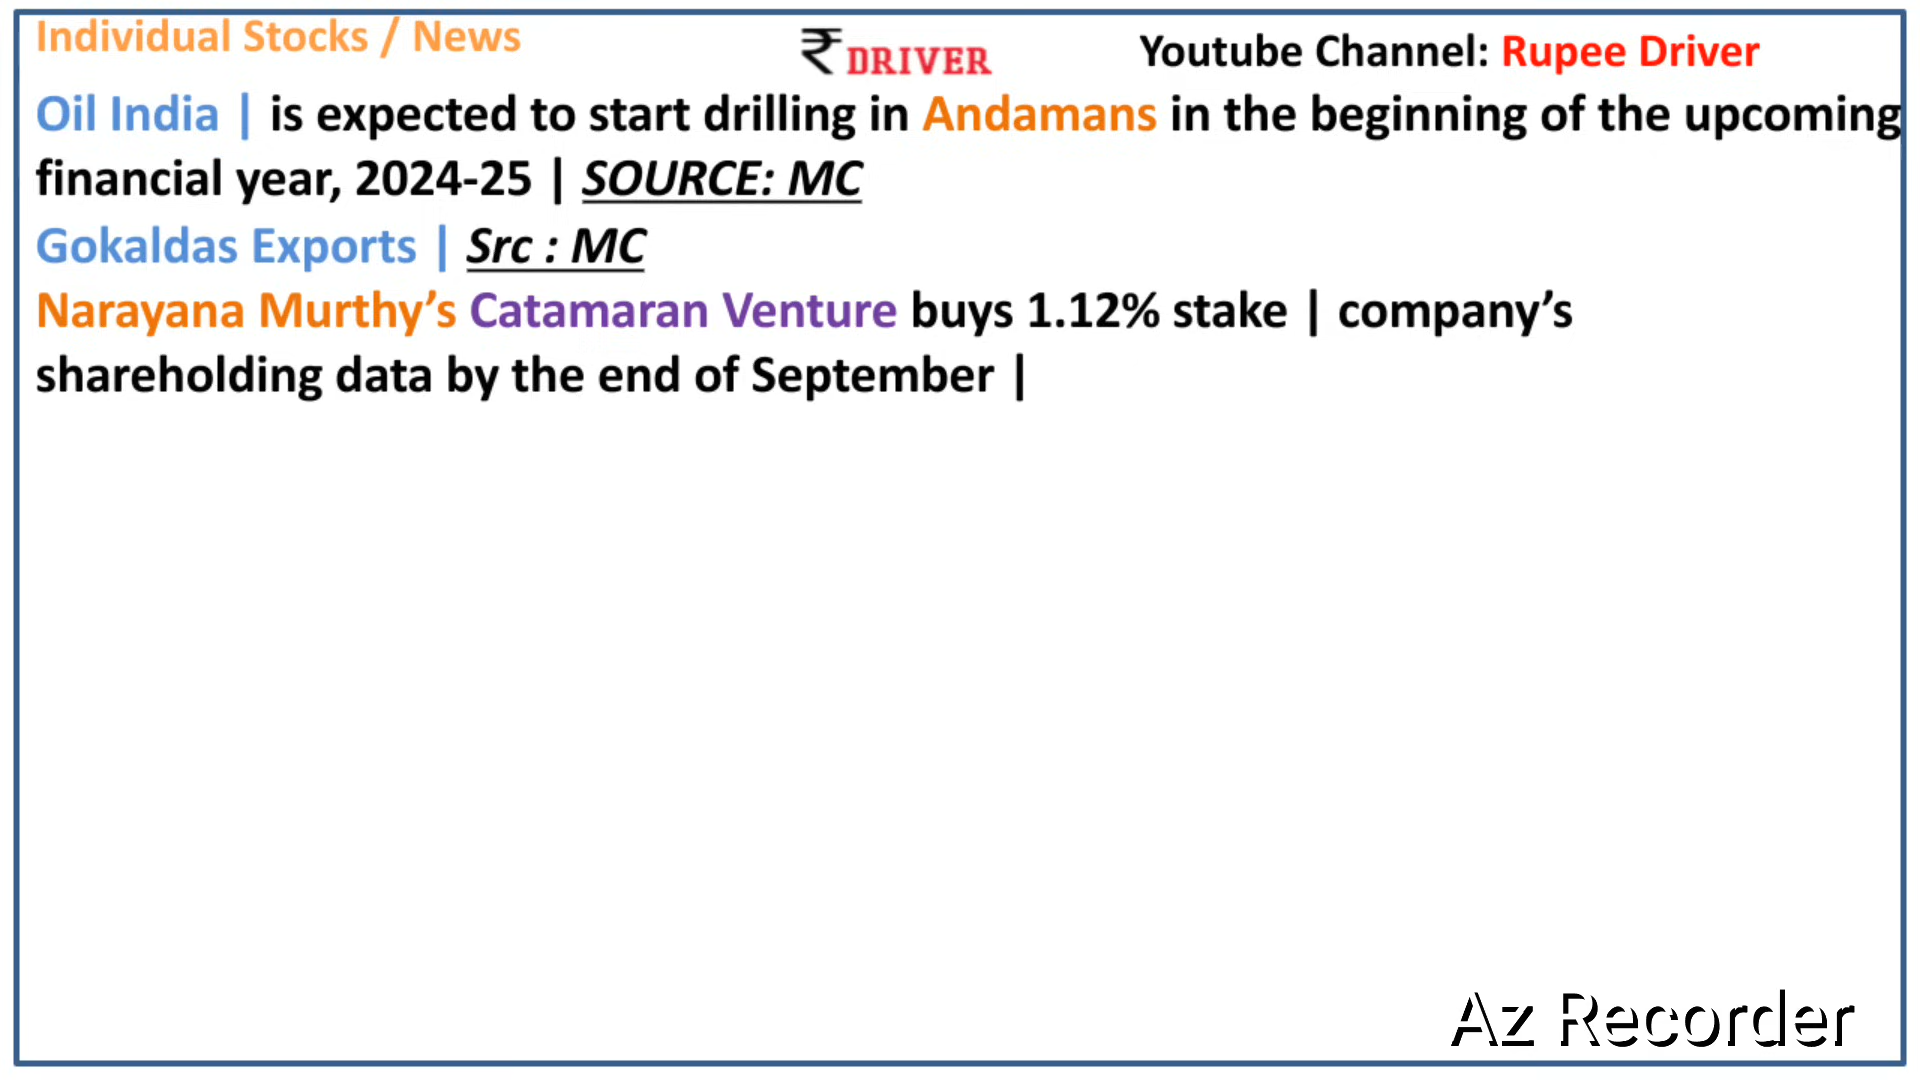 Individual Stocks / News
₹ DRIVER
Youtube Channel: Rupee Driver
Oil India | is expected to start drilling in Andamans in the beginning of the upcoming
financial year, 2024-25 | SOURCE: MC
Gokaldas Exports | Src : MC
Narayana Murthy’s Catamaran Venture buys 1.12% stake | company’s
shareholding data by the end of September |
Az Recorder